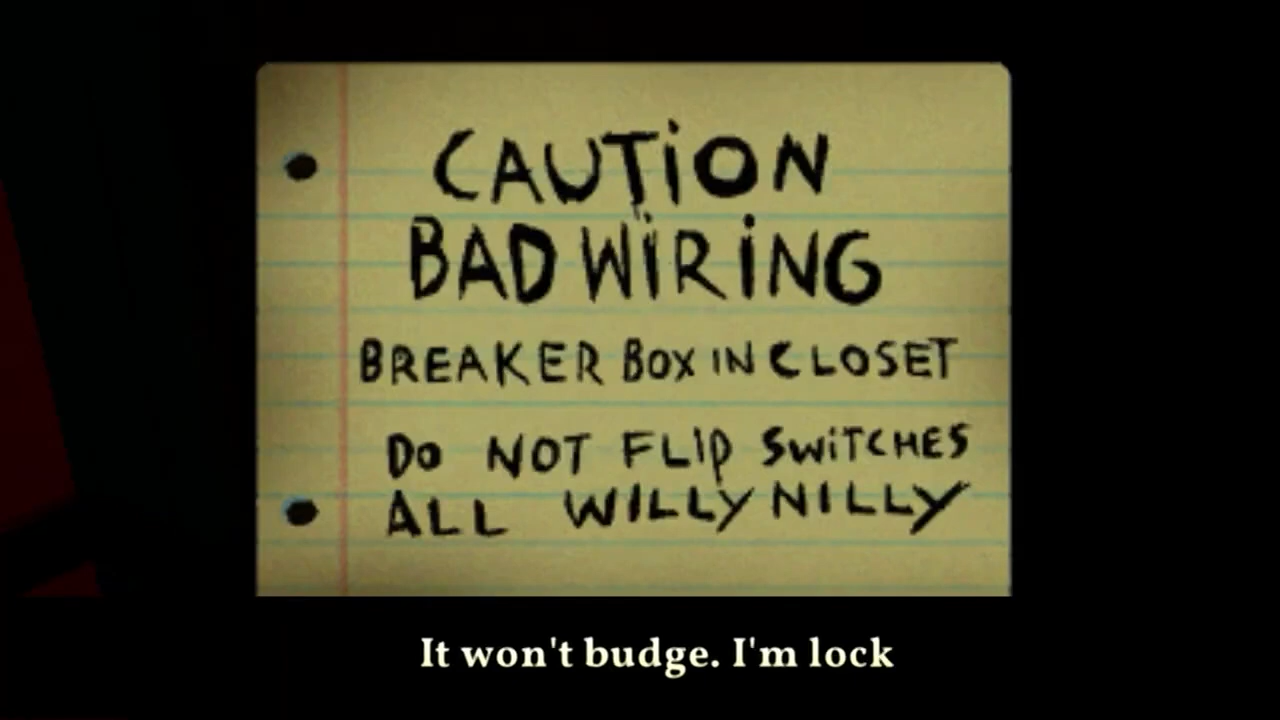 CAUTiON
BAD WiRiNG
BREAKER BOX IN CLOSET
DO NOT FLIP SWiTCHES
ALL WILLY NILLY
It won't budge. I'm lock